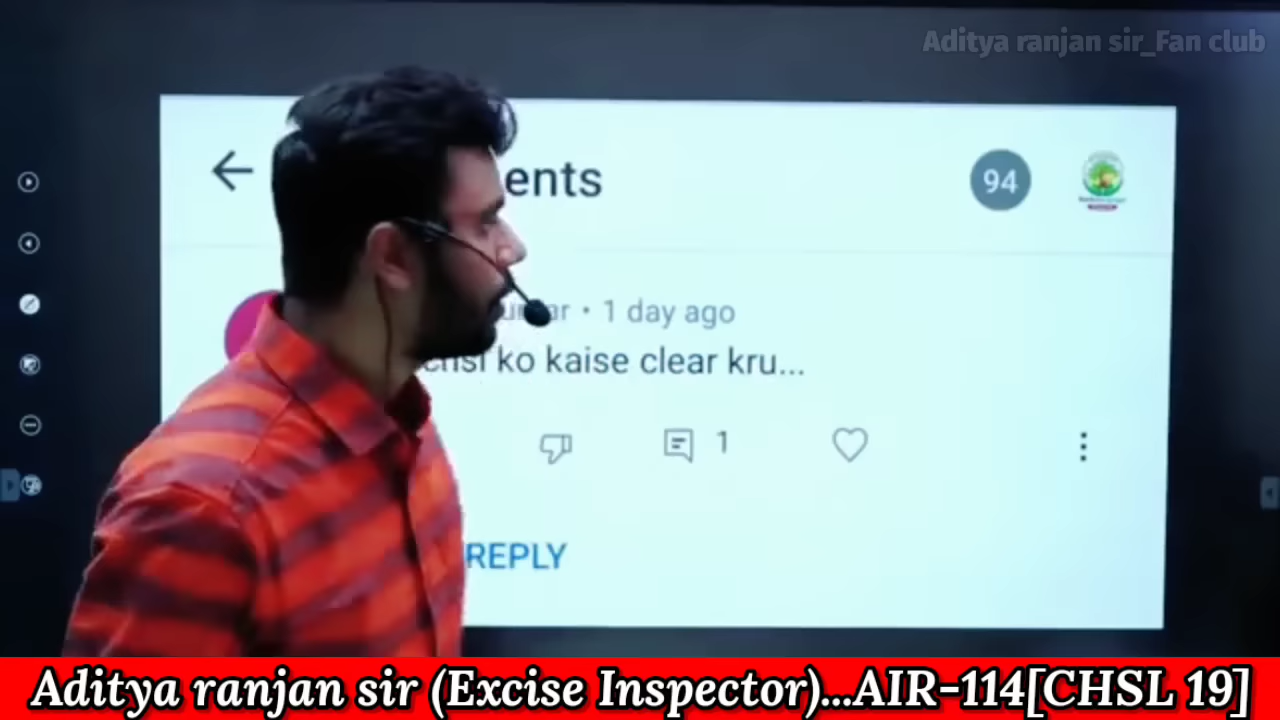 Aditya ranjan sir_Fan club
ents
94
1 day ago
ko kaise clear kru...
1
REPLY
Aditya ranjan sir (Excise Inspector)...AIR-114[CHSL 19]